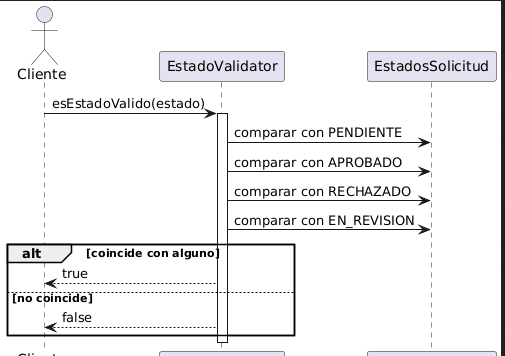 Cliente
EstadoValidator
EstadosSolicitud
esEstadoValido(estado)
comparar con PENDIENTE
comparar con APROBADO
comparar con RECHAZADO
comparar con EN_REVISION
alt
[coincide con alguno]
true
[no coincide]
false